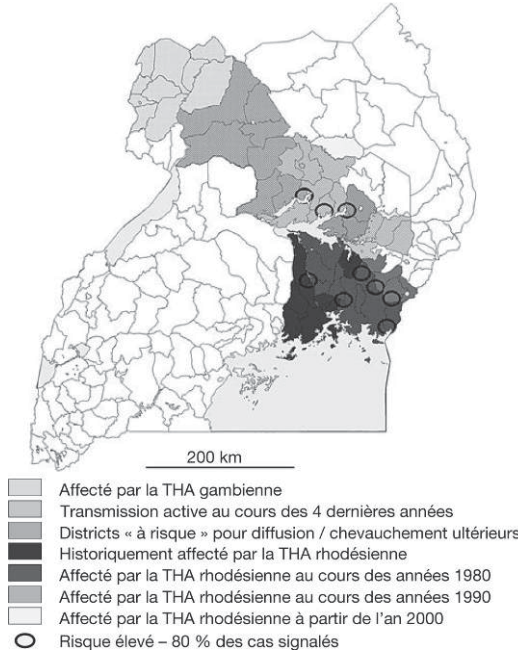 200 km
Affecté par la THA gambienne
Transmission active au cours des 4 dernières années
Districts « à risque » pour diffusion / chevauchement ultérieurs
Historiquement affecté par la THA rhodésienne
Affecté par la THA rhodésienne au cours des années 1980
Affecté par la THA rhodésienne au cours des années 1990
Affecté par la THA rhodésienne à partir de l'an 2000
Risque élevé – 80 % des cas signalés